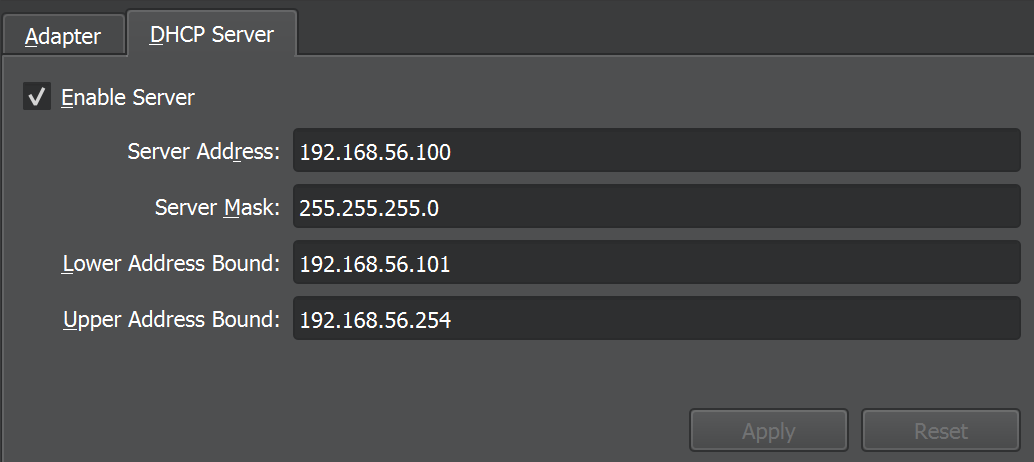 Adapter DHCP Server
Enable Server
Server Address: 192.168.56.100
Server Mask: 255.255.255.0
Lower Address Bound: 192.168.56.101
Upper Address Bound: 192.168.56.254
Apply Reset